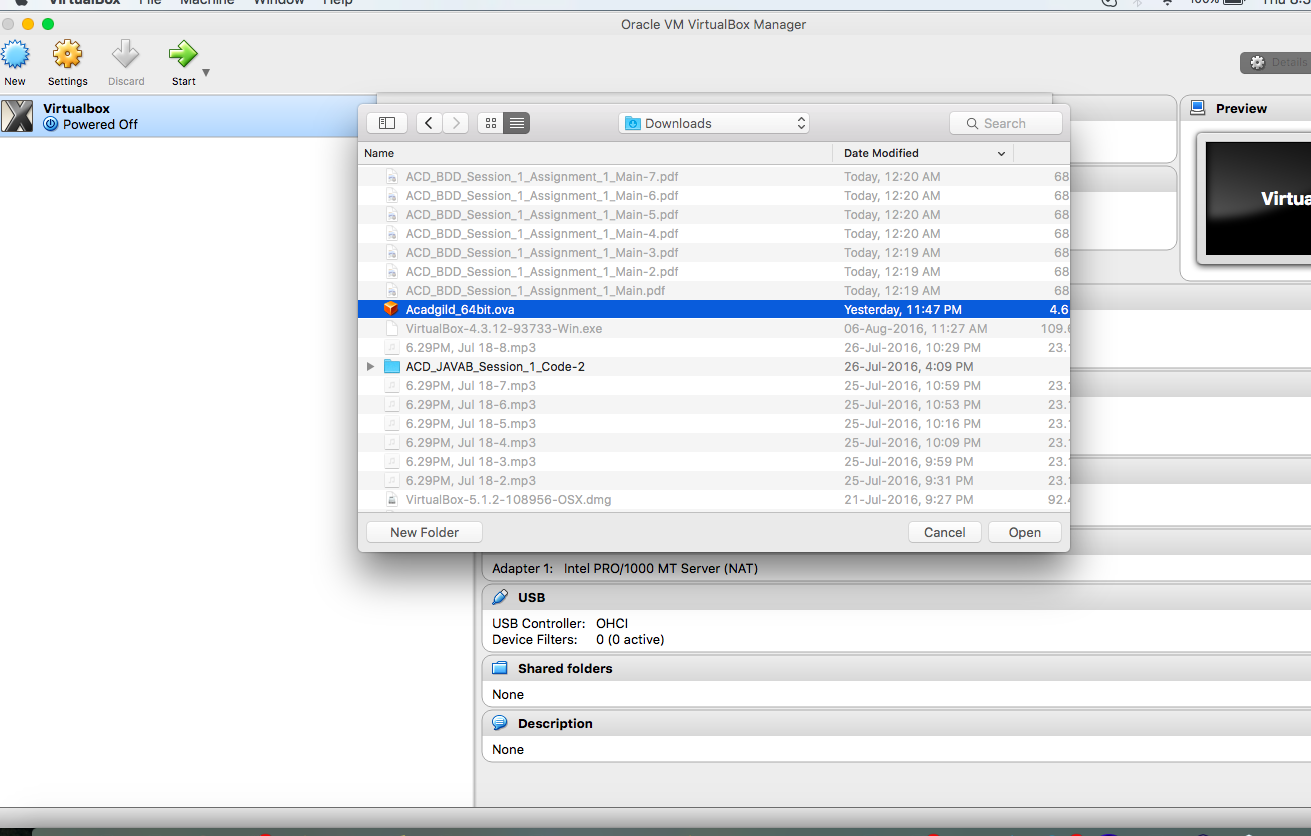 VirtualBox File Machine Window Help 100%
Oracle VM VirtualBox Manager
New Settings Discard Start Details
Virtualbox
Powered Off
Preview
Downloads Search
Name Date Modified
ACD_BDD_Session_1_Assignment_1_Main-7.pdf Today, 12:20 AM 68
ACD_BDD_Session_1_Assignment_1_Main-6.pdf Today, 12:20 AM 68
ACD_BDD_Session_1_Assignment_1_Main-5.pdf Today, 12:20 AM 68
ACD_BDD_Session_1_Assignment_1_Main-4.pdf Today, 12:20 AM 68
ACD_BDD_Session_1_Assignment_1_Main-3.pdf Today, 12:19 AM 68
ACD_BDD_Session_1_Assignment_1_Main-2.pdf Today, 12:19 AM 68
ACD_BDD_Session_1_Assignment_1_Main.pdf Today, 12:19 AM 68
Acadgild_64bit.ova Yesterday, 11:47 PM 4.6
VirtualBox-4.3.12-93733-Win.exe 06-Aug-2016, 11:27 AM 109.6
6.29PM, Jul 18-8.mp3 26-Jul-2016, 10:29 PM 23.
ACD_JAVAB_Session_1_Code-2 26-Jul-2016, 4:09 PM
6.29PM, Jul 18-7.mp3 25-Jul-2016, 10:59 PM 23.
6.29PM, Jul 18-6.mp3 25-Jul-2016, 10:53 PM 23.
6.29PM, Jul 18-5.mp3 25-Jul-2016, 10:16 PM 23.
6.29PM, Jul 18-4.mp3 25-Jul-2016, 10:09 PM 23.
6.29PM, Jul 18-3.mp3 25-Jul-2016, 9:59 PM 23.
6.29PM, Jul 18-2.mp3 25-Jul-2016, 9:31 PM 23.
VirtualBox-5.1.2-108956-OSX.dmg 21-Jul-2016, 9:27 PM 92.4
New Folder Cancel Open
Virtua
Adapter 1: Intel PRO/1000 MT Server (NAT)
USB
USB Controller: OHCI
Device Filters: 0 (0 active)
Shared folders
None
Description
None